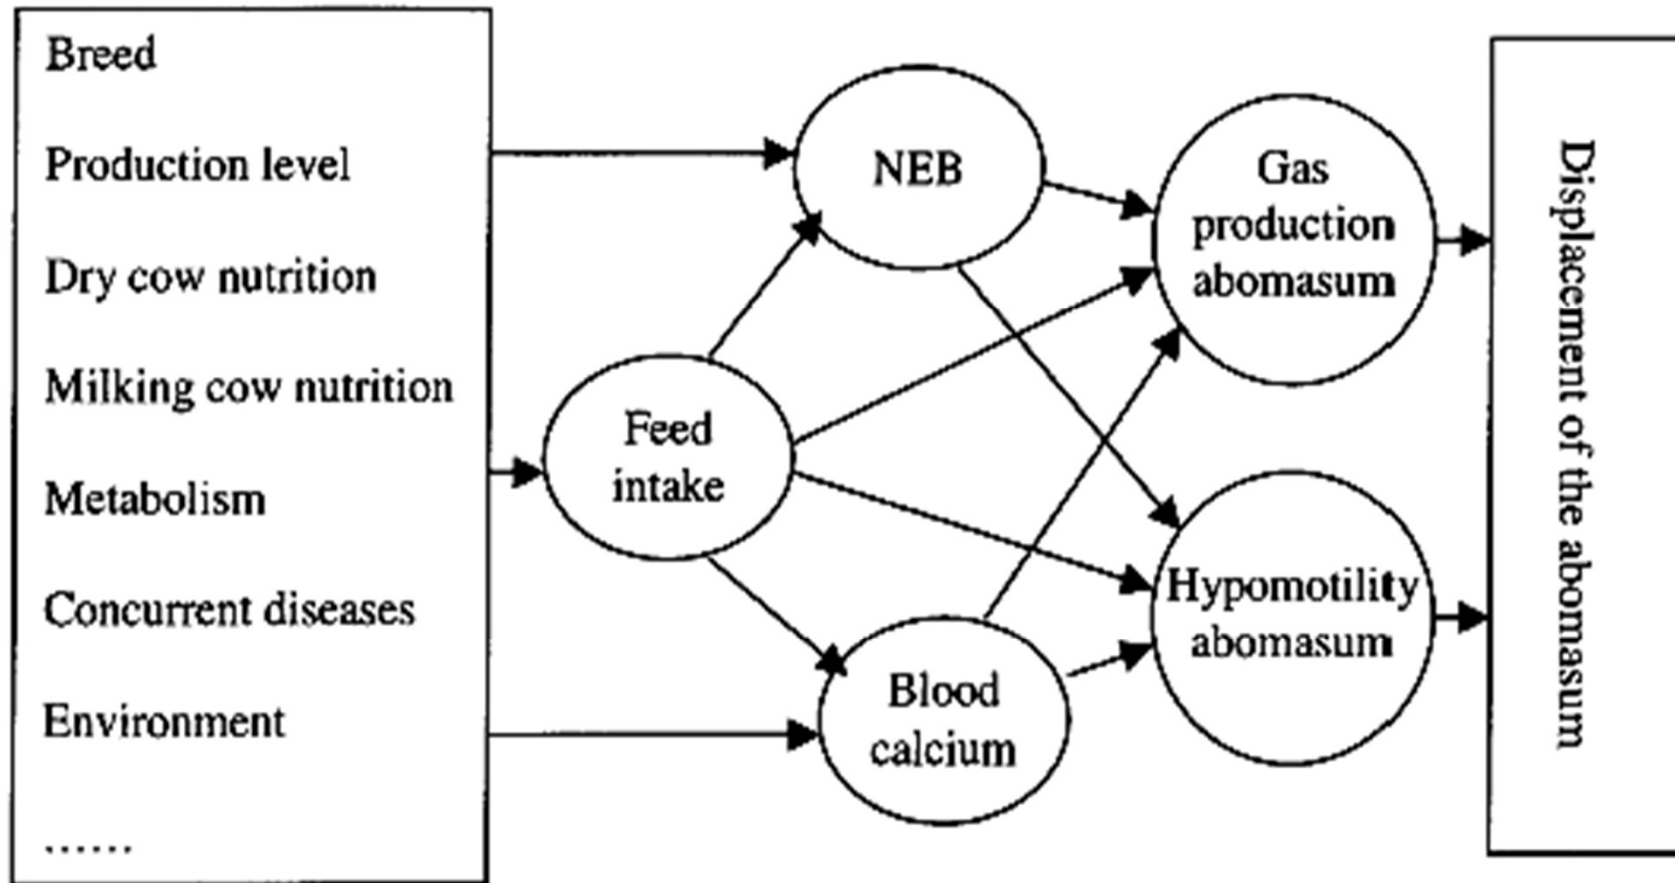 Breed
Production level
Dry cow nutrition
Milking cow nutrition
Metabolism
Concurrent diseases
Environment
......
Feed
intake
NEB
Blood
calcium
Gas
production
abomasum
Hypomotility
abomasum
Displacement of the abomasum